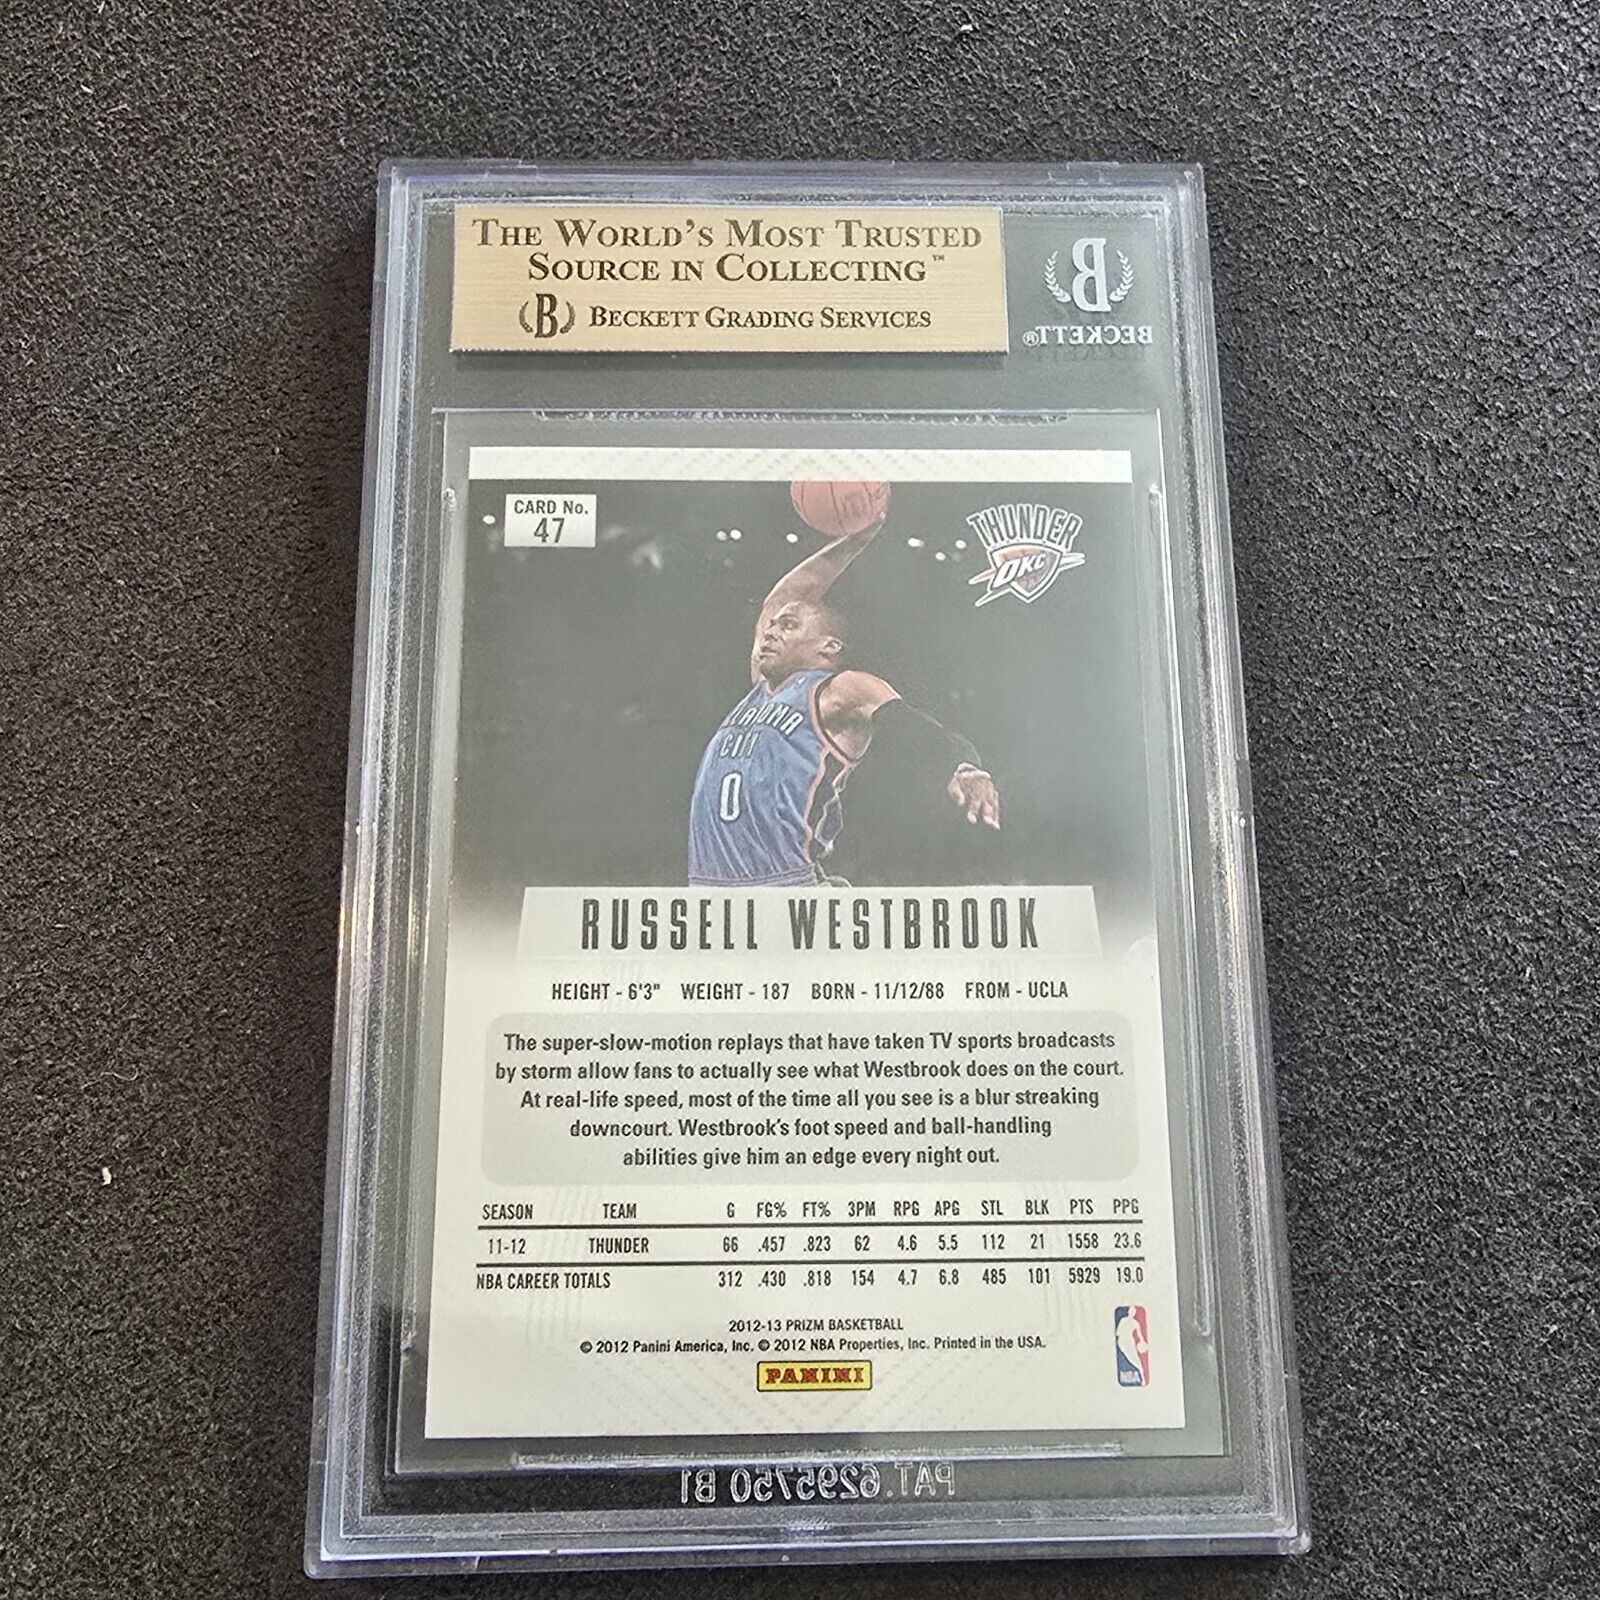 THE WORLD'S MOST TRUSTED
SOURCE IN COLLECTING™
B BECKETT GRADING SERVICES
B
BECKETT®
CARD No.
47
THUNDER
OKC
OKLAHOMA
CITY
0
RUSSELL WESTBROOK
HEIGHT - 6'3" WEIGHT - 187 BORN - 11/12/88 FROM - UCLA
The super-slow-motion replays that have taken TV sports broadcasts
by storm allow fans to actually see what Westbrook does on the court.
At real-life speed, most of the time all you see is a blur streaking
downcourt. Westbrook's foot speed and ball-handling
abilities give him an edge every night out.
SEASON TEAM G FG% FT% 3PM RPG APG STL BLK PTS PPG
11-12 THUNDER 66 .457 .823 62 4.6 5.5 112 21 1558 23.6
NBA CAREER TOTALS 312 .430 .818 154 4.7 6.8 485 101 5929 19.0
2012-13 PRIZM BASKETBALL
© 2012 Panini America, Inc. © 2012 NBA Properties, Inc. Printed in the USA.
PANINI
NBA
PAT. 6295750 B1